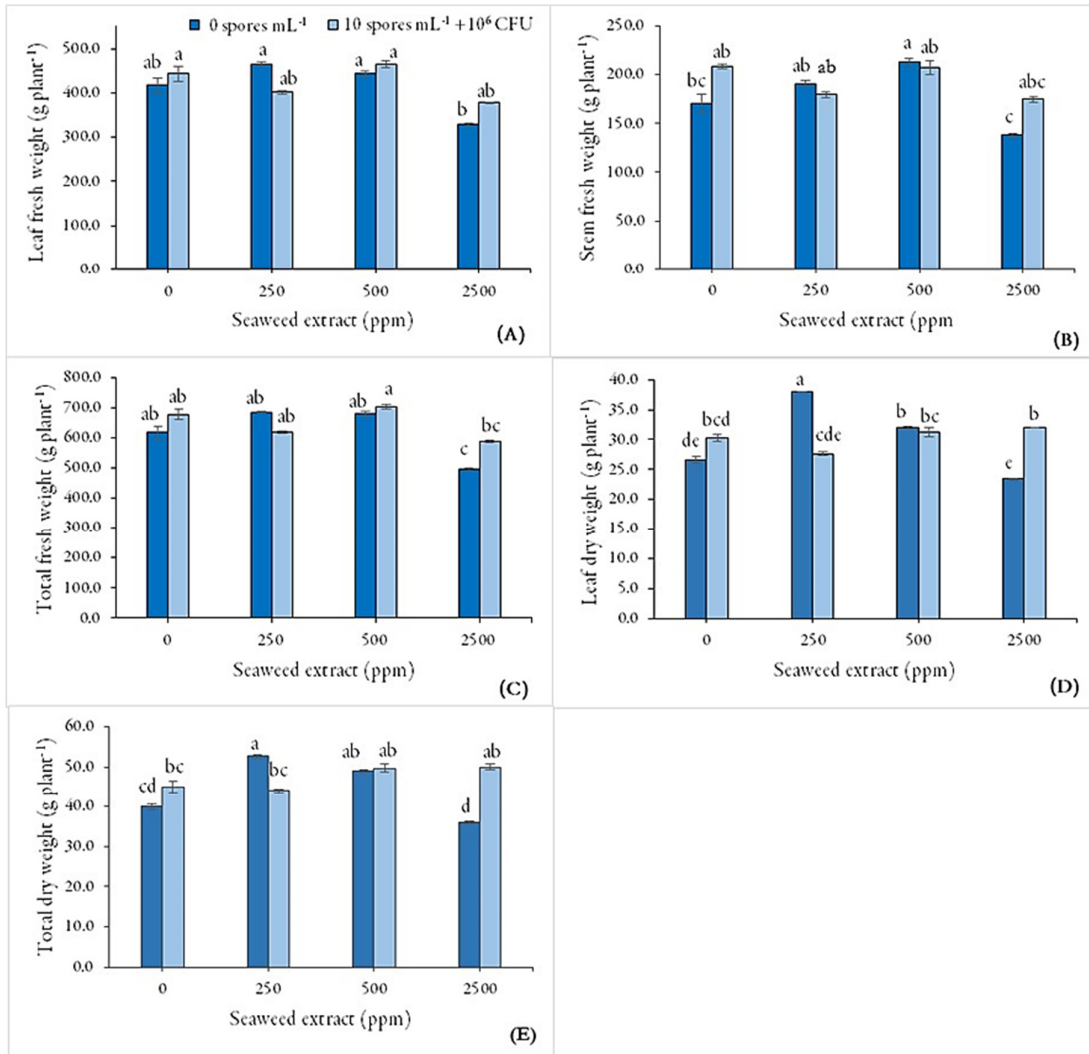 0 spores mL⁻¹ 10 spores mL⁻¹ +10⁶ CFU
Leaf fresh weight (g plant⁻¹)
500.0
400.0
300.0
200.0
100.0
0.0
ab a a ab a a b ab
0 250 500 2500
Seaweed extract (ppm)
(A)
Stem fresh weight (g plant⁻¹)
250.0
200.0
150.0
100.0
50.0
0.0
bc ab ab ab a ab c abc
0 250 500 2500
Seaweed extract (ppm
(B)
Total fresh weight (g plant⁻¹)
800.0
700.0
600.0
500.0
400.0
300.0
200.0
100.0
0.0
ab ab ab ab ab a c bc
0 250 500 2500
Seaweed extract (ppm)
(C)
Leaf dry weight (g plant⁻¹)
40.0
35.0
30.0
25.0
20.0
15.0
10.0
5.0
0.0
de bcd a cde b bc e b
0 250 500 2500
Seaweed extract (ppm)
(D)
Total dry weight (g plant⁻¹)
60.0
50.0
40.0
30.0
20.0
10.0
0.0
cd bc a bc ab ab d ab
0 250 500 2500
Seaweed extract (ppm)
(E)